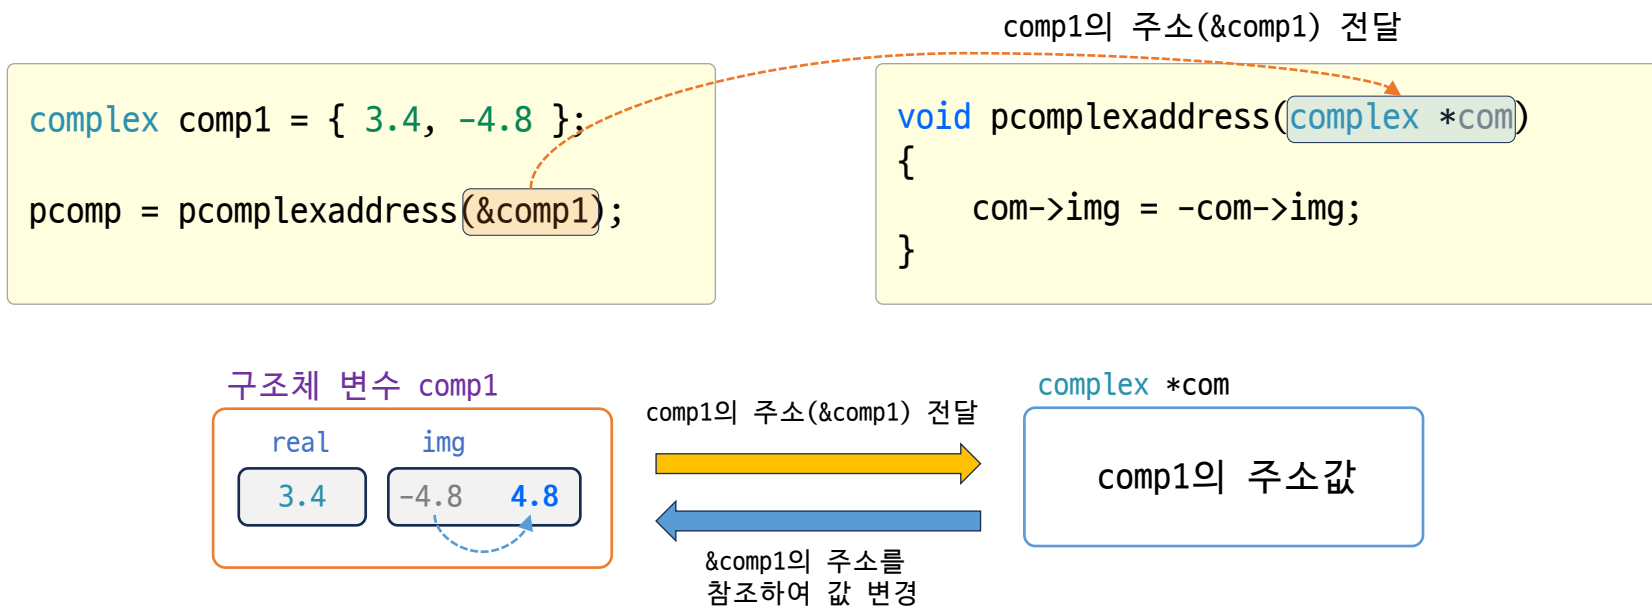 comp1의 주소(&comp1) 전달
complex comp1 = { 3.4, -4.8 };
pcomp = pcomplexaddress(&comp1);
void pcomplexaddress(complex *com)
{
com->img = -com->img;
}
구조체 변수 comp1
real img
3.4 -4.8 4.8
comp1의 주소(&comp1) 전달
&comp1의 주소를
참조하여 값 변경
complex *com
comp1의 주소값